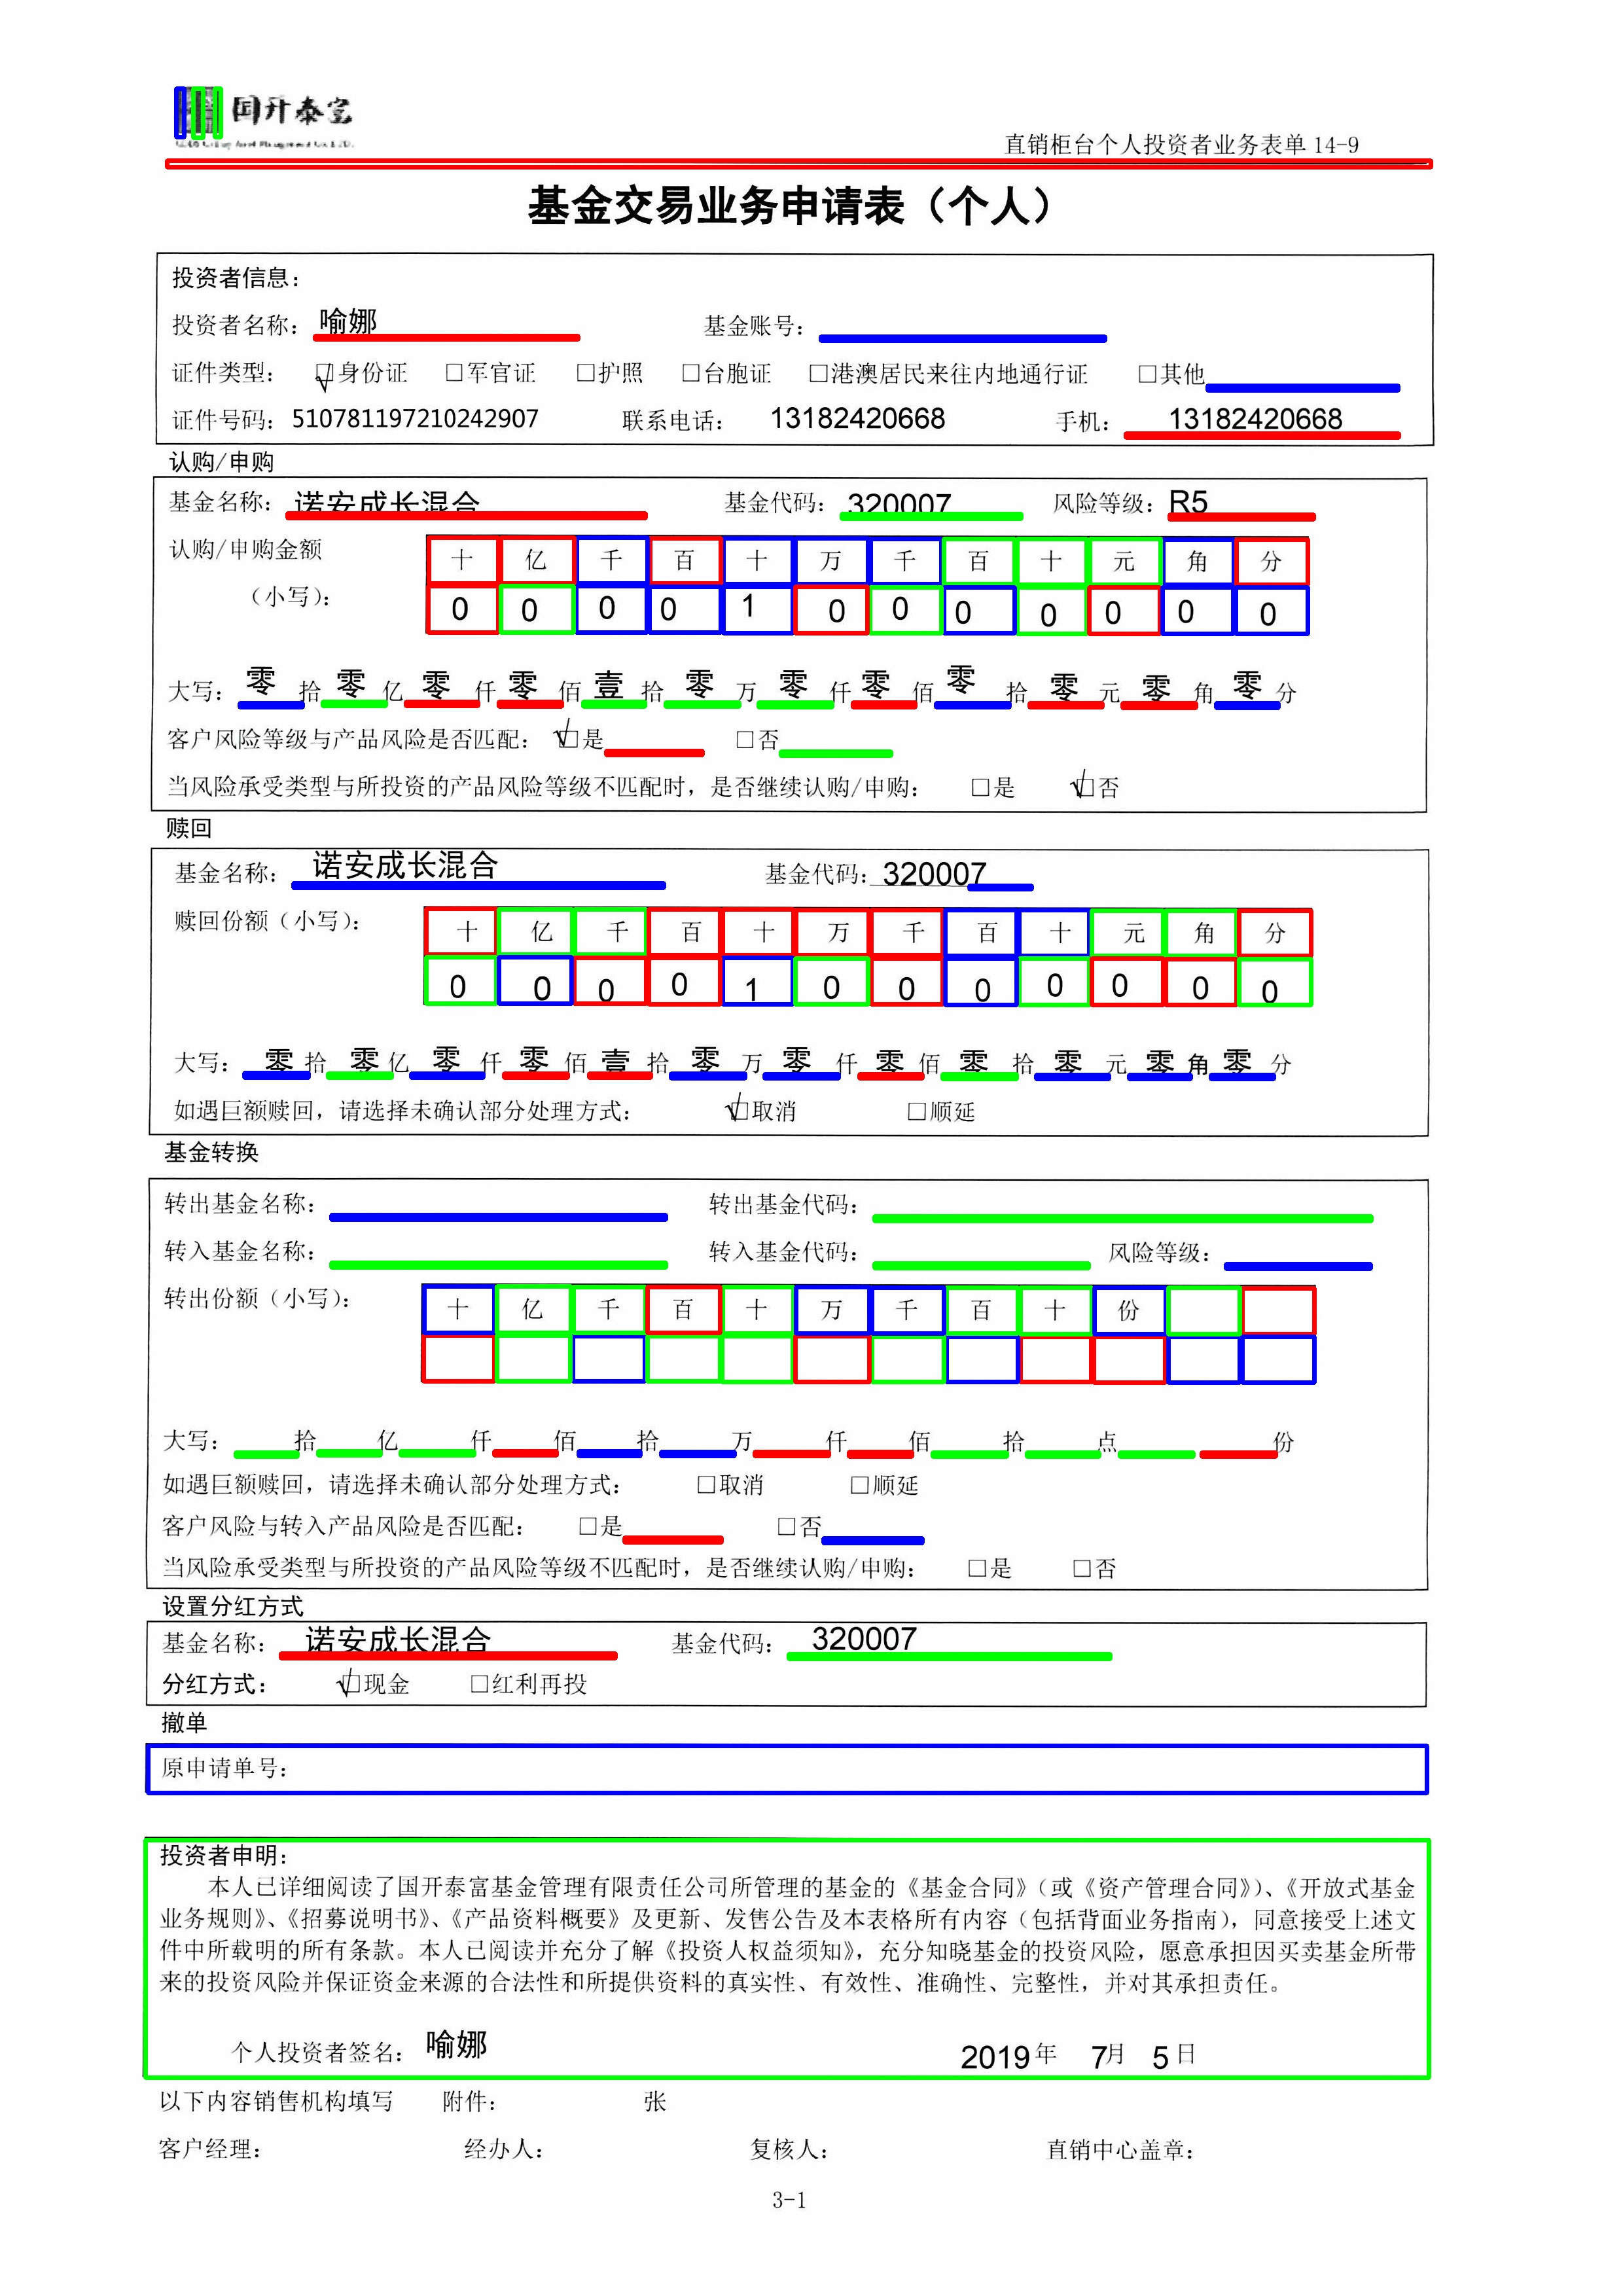 国开泰富
直销柜台个人投资者业务表单 14-9
基金交易业务申请表（个人）
投资者信息：
投资者名称： 喻娜 基金账号：
证件类型： ☑身份证 □军官证 □护照 □台胞证 □港澳居民来往内地通行证 □其他
证件号码：510781197210242907 联系电话： 13182420668 手机： 13182420668
认购/申购
基金名称： 诺安成长混合 基金代码： 320007 风险等级：R5
认购/申购金额 十 亿 千 百 十 万 千 百 十 元 角 分
（小写）： 0 0 0 0 1 0 0 0 0 0 0 0
大写： 零 拾 零 亿 零 仟 零 佰 壹 拾 零 万 零 仟 零 佰 零 拾 零 元 零 角 零 分
客户风险等级与产品风险是否匹配： ☑是 □否
当风险承受类型与所投资的产品风险等级不匹配时，是否继续认购/申购： □是 ☑否
赎回
基金名称： 诺安成长混合 基金代码：320007
赎回份额（小写）： 十 亿 千 百 十 万 千 百 十 元 角 分
0 0 0 0 1 0 0 0 0 0 0 0
大写： 零 拾 零 亿 零 仟 零 佰 壹 拾 零 万 零 仟 零 佰 零 拾 零 元 零 角 零 分
如遇巨额赎回，请选择未确认部分处理方式： ☑取消 □顺延
基金转换
转出基金名称： 转出基金代码：
转入基金名称： 转入基金代码： 风险等级：
转出份额（小写）： 十 亿 千 百 十 万 千 百 十 份
大写： 拾 亿 仟 佰 拾 万 仟 佰 拾 点 份
如遇巨额赎回，请选择未确认部分处理方式： □取消 □顺延
客户风险与转入产品风险是否匹配： □是 □否
当风险承受类型与所投资的产品风险等级不匹配时，是否继续认购/申购： □是 □否
设置分红方式
基金名称： 诺安成长混合 基金代码： 320007
分红方式： ☑现金 □红利再投
撤单
原申请单号：
投资者申明：
本人已详细阅读了国开泰富基金管理有限责任公司所管理的基金的《基金合同》（或《资产管理合同》）、《开放式基金
业务规则》、《招募说明书》、《产品资料概要》及更新、发售公告及本表格所有内容（包括背面业务指南），同意接受上述文
件中所载明的所有条款。本人已阅读并充分了解《投资人权益须知》，充分知晓基金的投资风险，愿意承担因买卖基金所带
来的投资风险并保证资金来源的合法性和所提供资料的真实性、有效性、准确性、完整性，并对其承担责任。
个人投资者签名： 喻娜 2019年 7月 5日
以下内容销售机构填写 附件： 张
客户经理： 经办人： 复核人： 直销中心盖章：
3-1